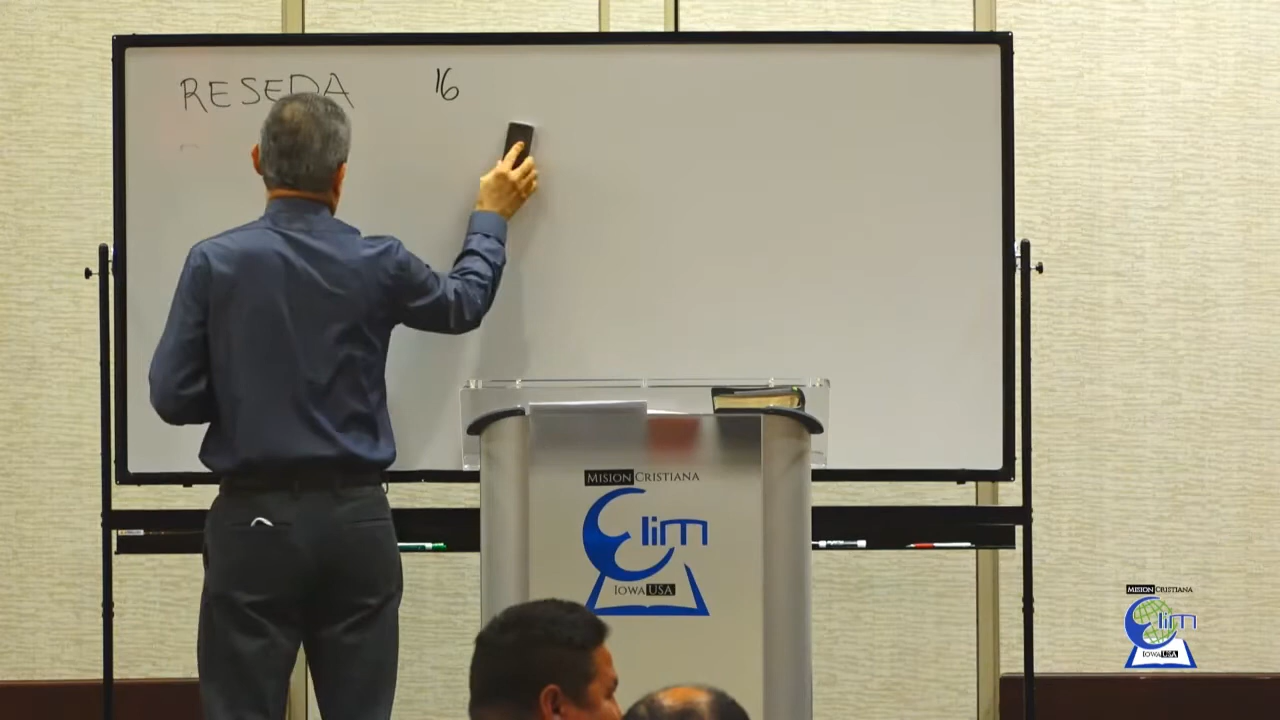 RESEDA 16
MISION CRISTIANA
Elim
IOWA USA
MISION CRISTIANA
Elim
IOWA USA